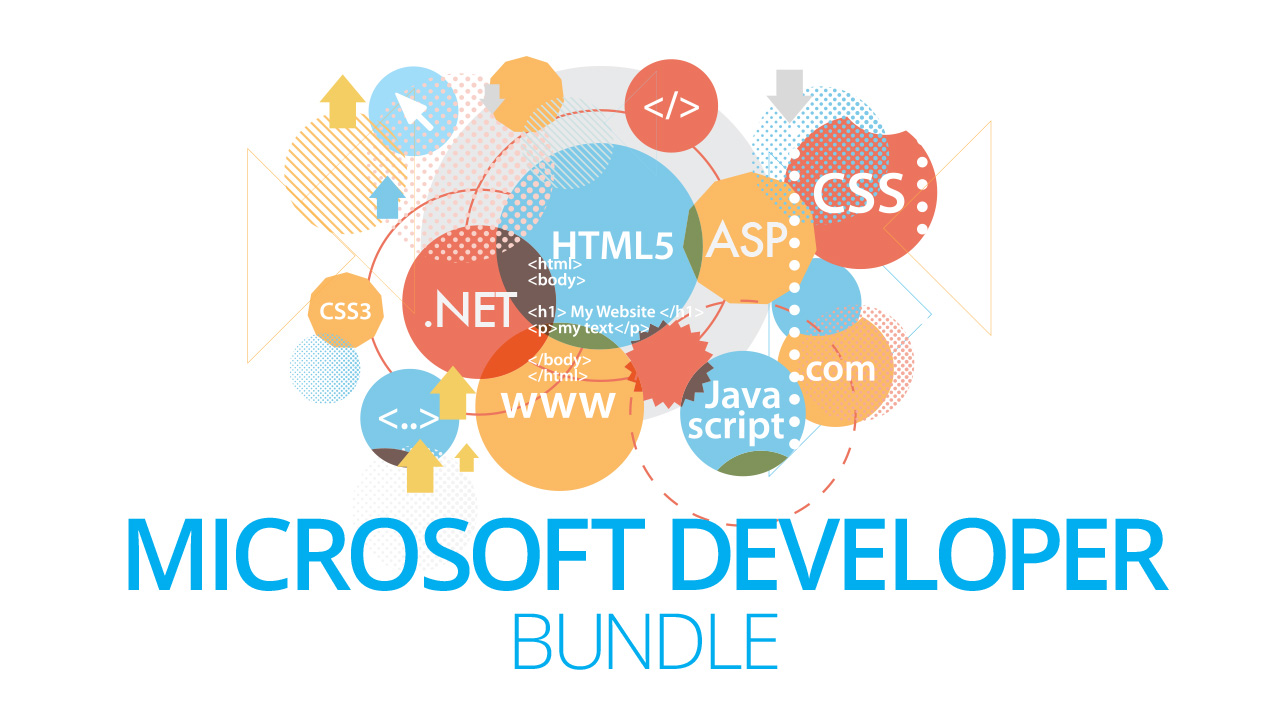 </>
CSS
HTML5
ASP
<html>
<body>
.NET
CSS3
<h1> My Website </h1>
<p>my text</p>
</body>
</html>
.com
Java
script
www
<..>
MICROSOFT DEVELOPER
BUNDLE